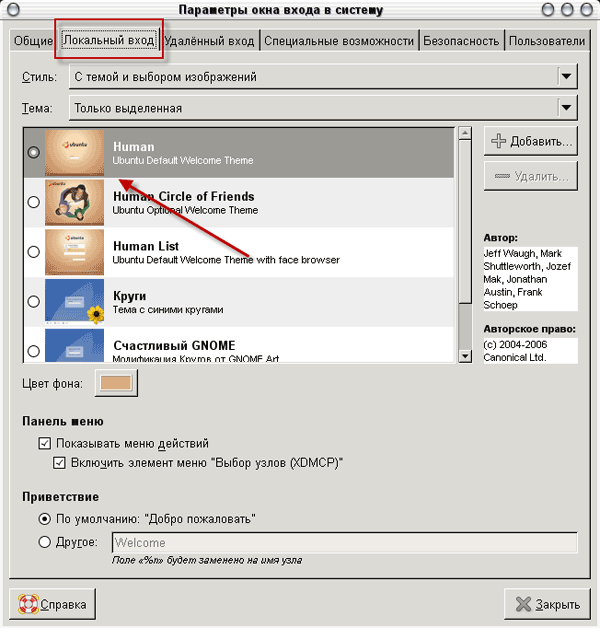 Параметры окна входа в систему
Общие Локальный вход Удалённый вход Специальные возможности Безопасность Пользователи
Стиль: С темой и выбором изображений
Тема: Только выделенная
ubuntu
Human
Ubuntu Default Welcome Theme
Human Circle of Friends
Ubuntu Optional Welcome Theme
Human List
Ubuntu Default Welcome Theme with face browser
Круги
Тема с синими кругами
Счастливый GNOME
Модификация Кругов от GNOME Art
Добавить...
Удалить...
Автор:
Jeff Waugh, Mark
Shuttleworth, Jozef
Mak, Jonathan
Austin, Frank
Schoep
Авторское право:
(c) 2004-2006
Canonical Ltd.
Цвет фона:
Панель меню
Показывать меню действий
Включить элемент меню "Выбор узлов (XDMCP)"
Приветствие
По умолчанию: "Добро пожаловать"
Другое: Welcome
Поле «%n» будет заменено на имя узла
Справка
Закрыть